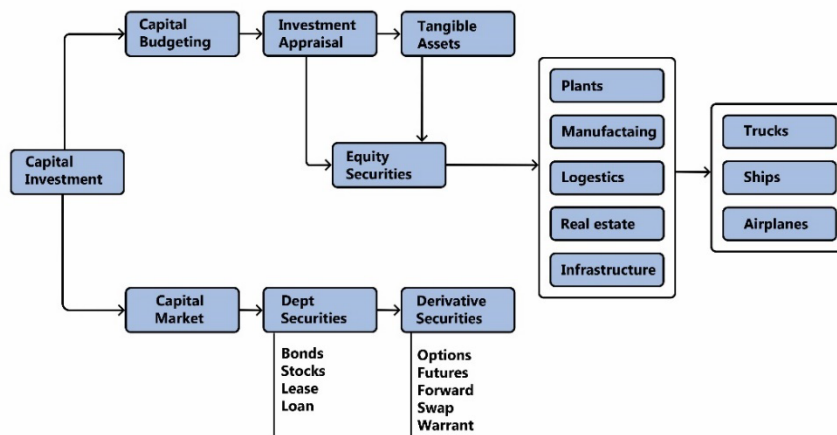 Capital
Budgeting
Investment
Appraisal
Tangible
Assets
Capital
Investment
Equity
Securities
Plants
Manufactaing
Logestics
Real estate
Infrastructure
Trucks
Ships
Airplanes
Capital
Market
Dept
Securities
Derivative
Securities
Bonds
Stocks
Lease
Loan
Options
Futures
Forward
Swap
Warrant